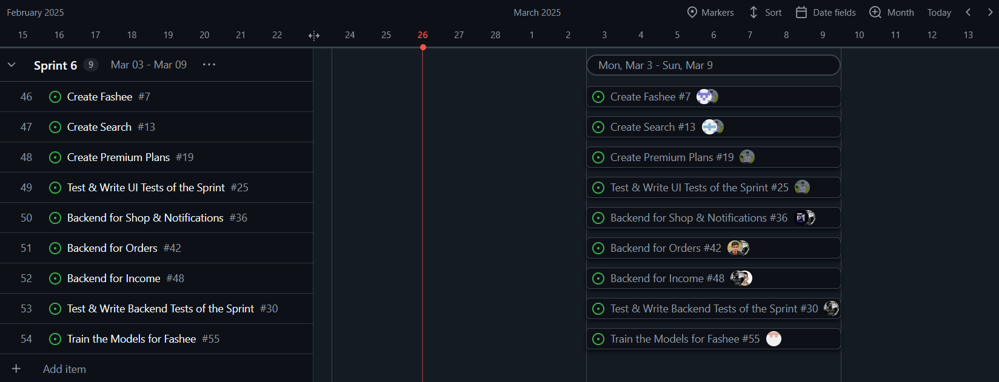 February 2025 March 2025 Markers Sort Date fields Month Today
15 16 17 18 19 20 21 22 24 25 26 27 28 1 2 3 4 5 6 7 8 9 10 11 12 13
Sprint 6 9 Mar 03 - Mar 09 ··· Mon, Mar 3 - Sun, Mar 9
46 Create Fashee #7 Create Fashee #7
47 Create Search #13 Create Search #13
48 Create Premium Plans #19 Create Premium Plans #19
49 Test & Write UI Tests of the Sprint #25 Test & Write UI Tests of the Sprint #25
50 Backend for Shop & Notifications #36 Backend for Shop & Notifications #36
51 Backend for Orders #42 Backend for Orders #42
52 Backend for Income #48 Backend for Income #48
53 Test & Write Backend Tests of the Sprint #30 Test & Write Backend Tests of the Sprint #30
54 Train the Models for Fashee #55 Train the Models for Fashee #55
+ Add item